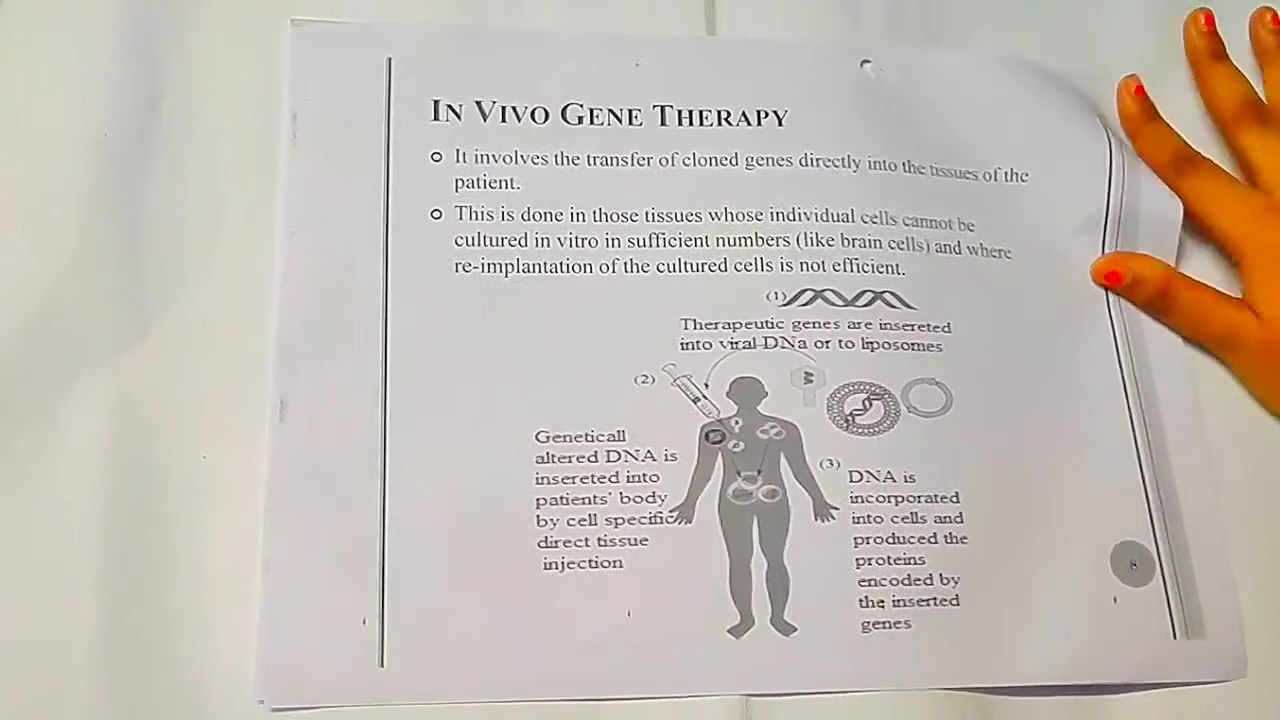 IN VIVO GENE THERAPY
It involves the transfer of cloned genes directly into the tissues of the
patient.
This is done in those tissues whose individual cells cannot be
cultured in vitro in sufficient numbers (like brain cells) and where
re-implantation of the cultured cells is not efficient.
(1)
Therapeutic genes are insereted
into viral DNa or to liposomes
(2)
Geneticall
altered DNA is
insereted into
patients' body
by cell specific
direct tissue
injection
(3)
DNA is
incorporated
into cells and
produced the
proteins
encoded by
the inserted
genes
8